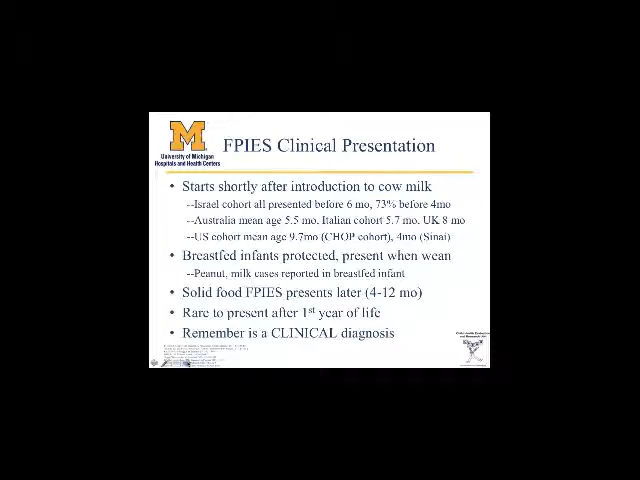 M
University of Michigan
Hospitals and Health Centers
FPIES Clinical Presentation
• Starts shortly after introduction to cow milk
--Israel cohort all presented before 6 mo, 73% before 4mo
--Australia mean age 5.5 mo, Italian cohort 5.7 mo, UK 8 mo
--US cohort mean age 9.7mo (CHOP cohort), 4mo (Sinai)
• Breastfed infants protected, present when wean
--Peanut, milk cases reported in breastfed infant
• Solid food FPIES presents later (4-12 mo)
• Rare to present after 1st year of life
• Remember is a CLINICAL diagnosis